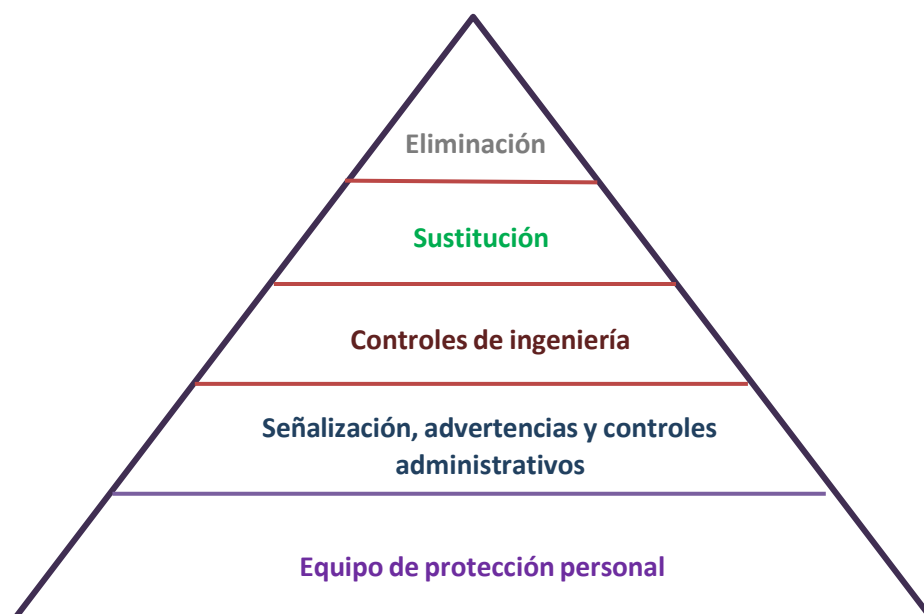 Eliminación
Sustitución
Controles de ingeniería
Señalización, advertencias y controles
administrativos
Equipo de protección personal